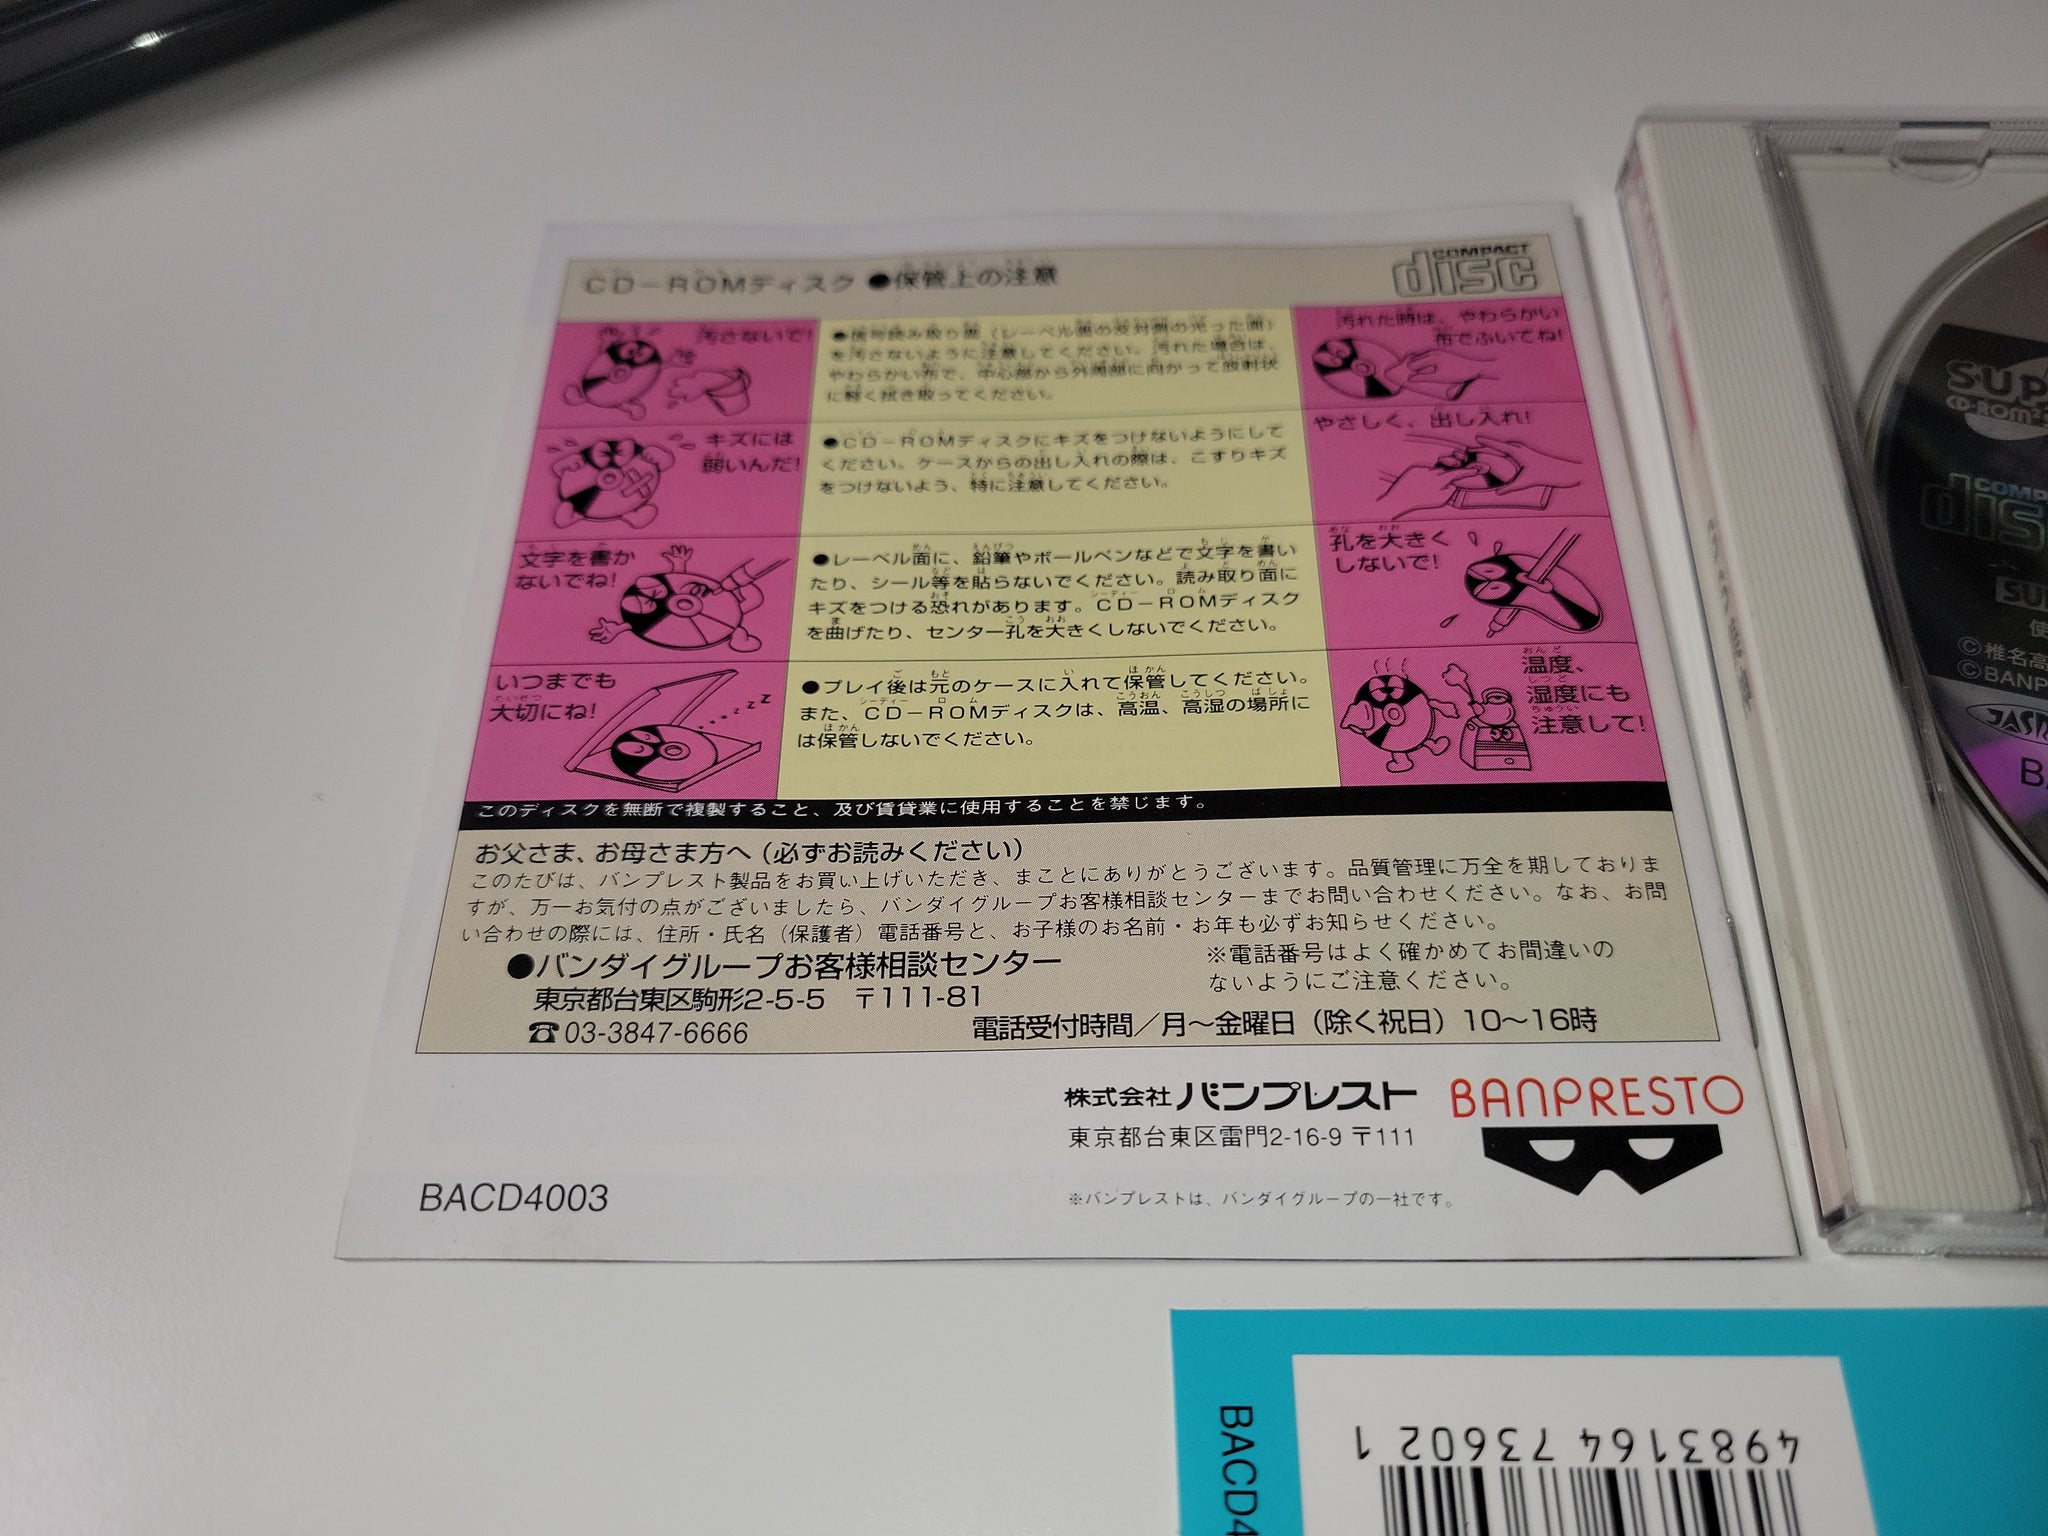 CD－ROMディスク ●保管上の注意
COMPACT
disc
汚さないで!
●信号読み取り面（レーベル面の反対側の光った面）
を汚さないように注意してください。汚れた場合は、
やわらかい布で、中心部から外周部に向かって放射状
に軽く拭き取ってください。
汚れた時は、やわらかい
布でふいてね!
キズには
弱いんだ!
●CD－ROMディスクにキズをつけないようにして
ください。ケースからの出し入れの際は、こすりキズ
をつけないよう、特に注意してください。
やさしく、出し入れ!
文字を書か
ないでね!
●レーベル面に、鉛筆やボールペンなどで文字を書い
たり、シール等を貼らないでください。読み取り面に
キズをつける恐れがあります。CD－ROMディスク
を曲げたり、センター孔を大きくしないでください。
孔を大きく
しないで!
いつまでも
大切にね!
zzzz
●プレイ後は元のケースに入れて保管してください。
また、CD－ROMディスクは、高温、高湿の場所に
は保管しないでください。
温度、
湿度にも
注意して!
このディスクを無断で複製すること、及び賃貸業に使用することを禁じます。
お父さま、お母さま方へ（必ずお読みください）
このたびは、バンプレスト製品をお買い上げいただき、まことにありがとうございます。品質管理に万全を期しておりま
すが、万一お気付の点がございましたら、バンダイグループお客様相談センターまでお問い合わせください。なお、お問
い合わせの際には、住所・氏名（保護者）電話番号と、お子様のお名前・お年も必ずお知らせください。
●バンダイグループお客様相談センター
東京都台東区駒形2-5-5 〒111-81
☎03-3847-6666
※電話番号はよく確かめてお間違いの
ないようにご注意ください。
電話受付時間／月〜金曜日（除く祝日）10〜16時
株式会社バンプレスト
BANPRESTO
東京都台東区雷門2-16-9 〒111
※バンプレストは、バンダイグループの一社です。
BACD4003
SUP
CD-ROM²
COMP
dis
SU
使
©椎名高
©BANP
JASR
BA
BACD4
4983164 73602 1